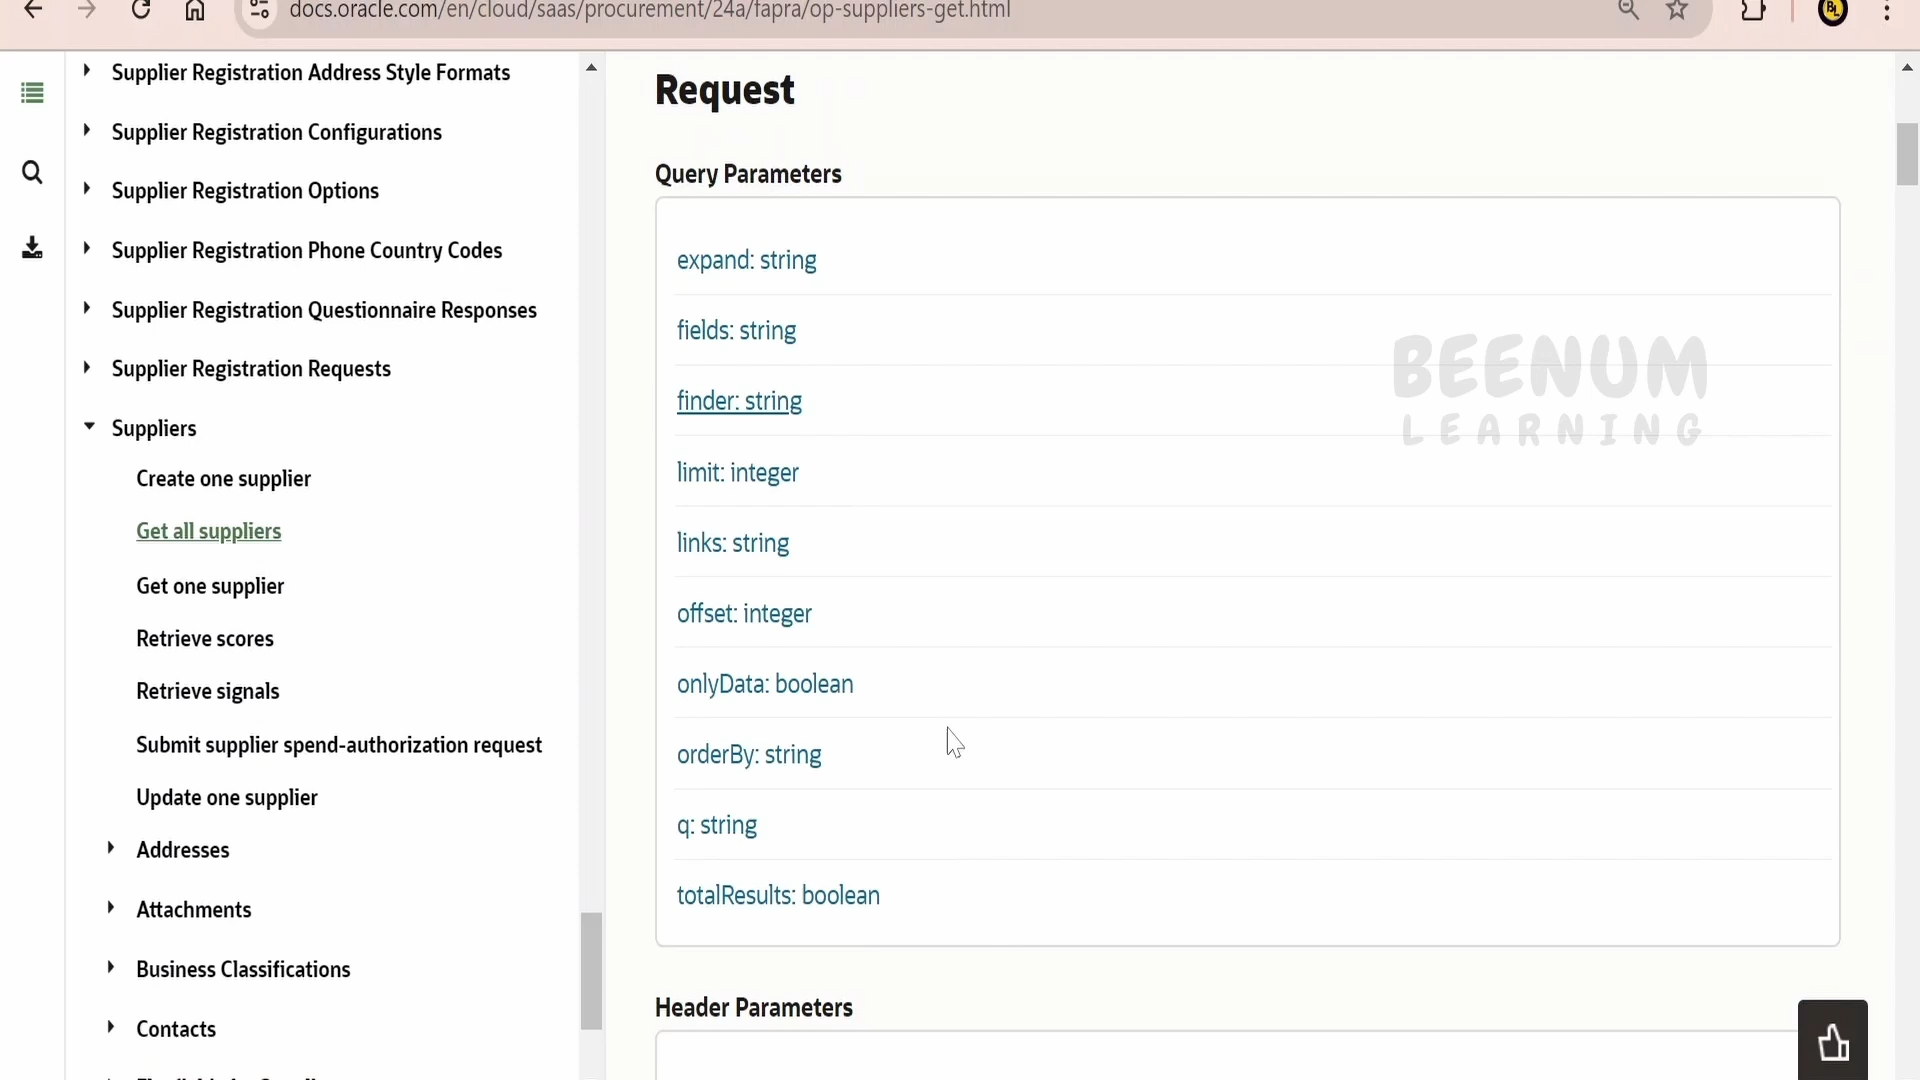 docs.oracle.com/en/cloud/saas/procurement/24a/fapra/op-suppliers-get.html
BL
Supplier Registration Address Style Formats
Supplier Registration Configurations
Supplier Registration Options
Supplier Registration Phone Country Codes
Supplier Registration Questionnaire Responses
Supplier Registration Requests
Suppliers
Create one supplier
Get all suppliers
Get one supplier
Retrieve scores
Retrieve signals
Submit supplier spend-authorization request
Update one supplier
Addresses
Attachments
Business Classifications
Contacts
Request
Query Parameters
expand: string
fields: string
finder: string
limit: integer
links: string
offset: integer
onlyData: boolean
orderBy: string
q: string
totalResults: boolean
Header Parameters
BEENUM
LEARNING